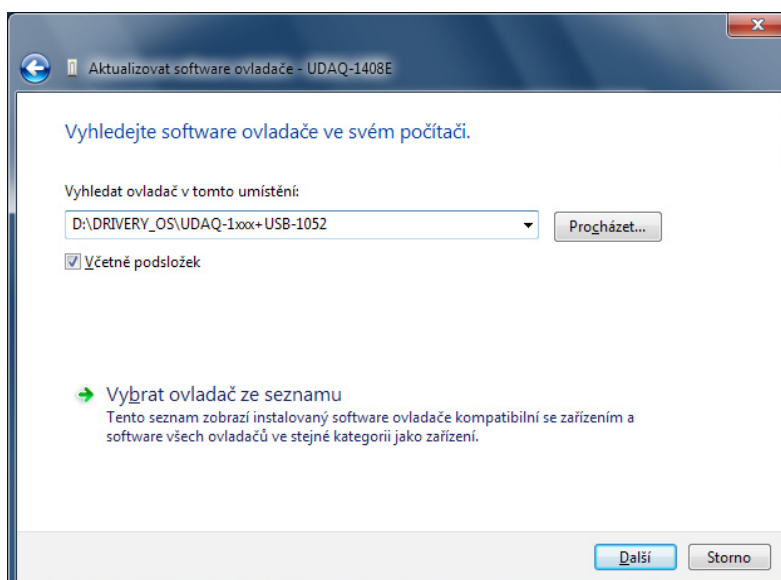 Aktualizovat software ovladače - UDAQ-1408E
Vyhledejte software ovladače ve svém počítači.
Vyhledat ovladač v tomto umístění:
D:\DRIVERY_OS\UDAQ-1xxx+USB-1052
Procházet...
Včetně podsložek
Vybrat ovladač ze seznamu
Tento seznam zobrazí instalovaný software ovladače kompatibilní se zařízením a
software všech ovladačů ve stejné kategorii jako zařízení.
Další
Storno